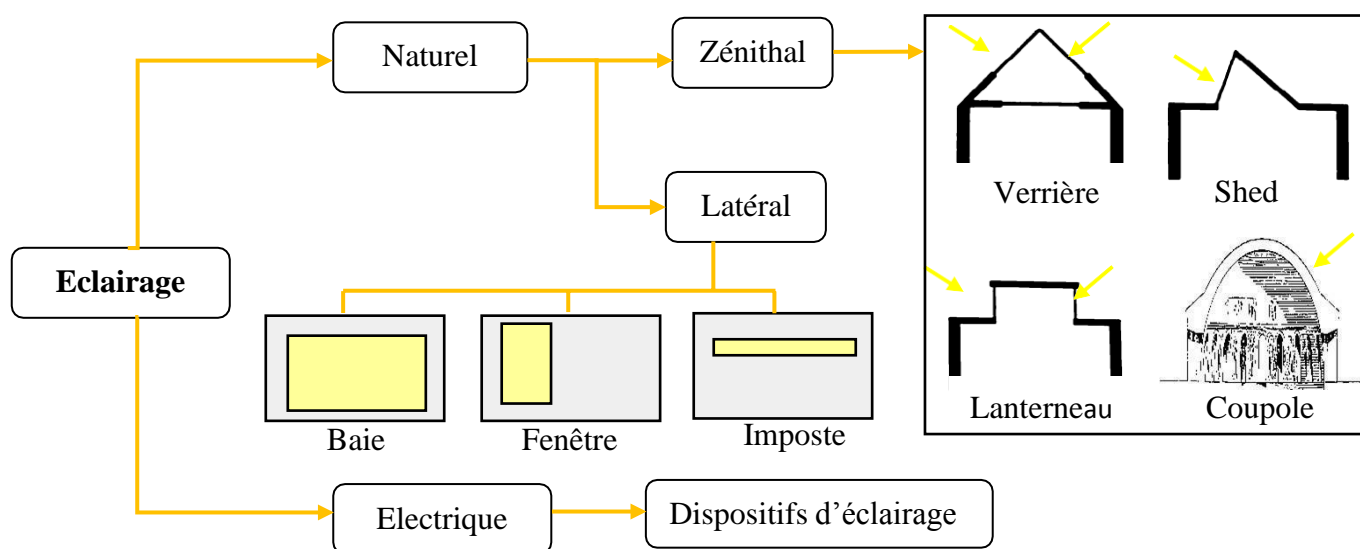 Naturel
Zénithal
Verrière
Shed
Latéral
Eclairage
Lanterneau
Coupole
Baie
Fenêtre
Imposte
Electrique
Dispositifs d’éclairage